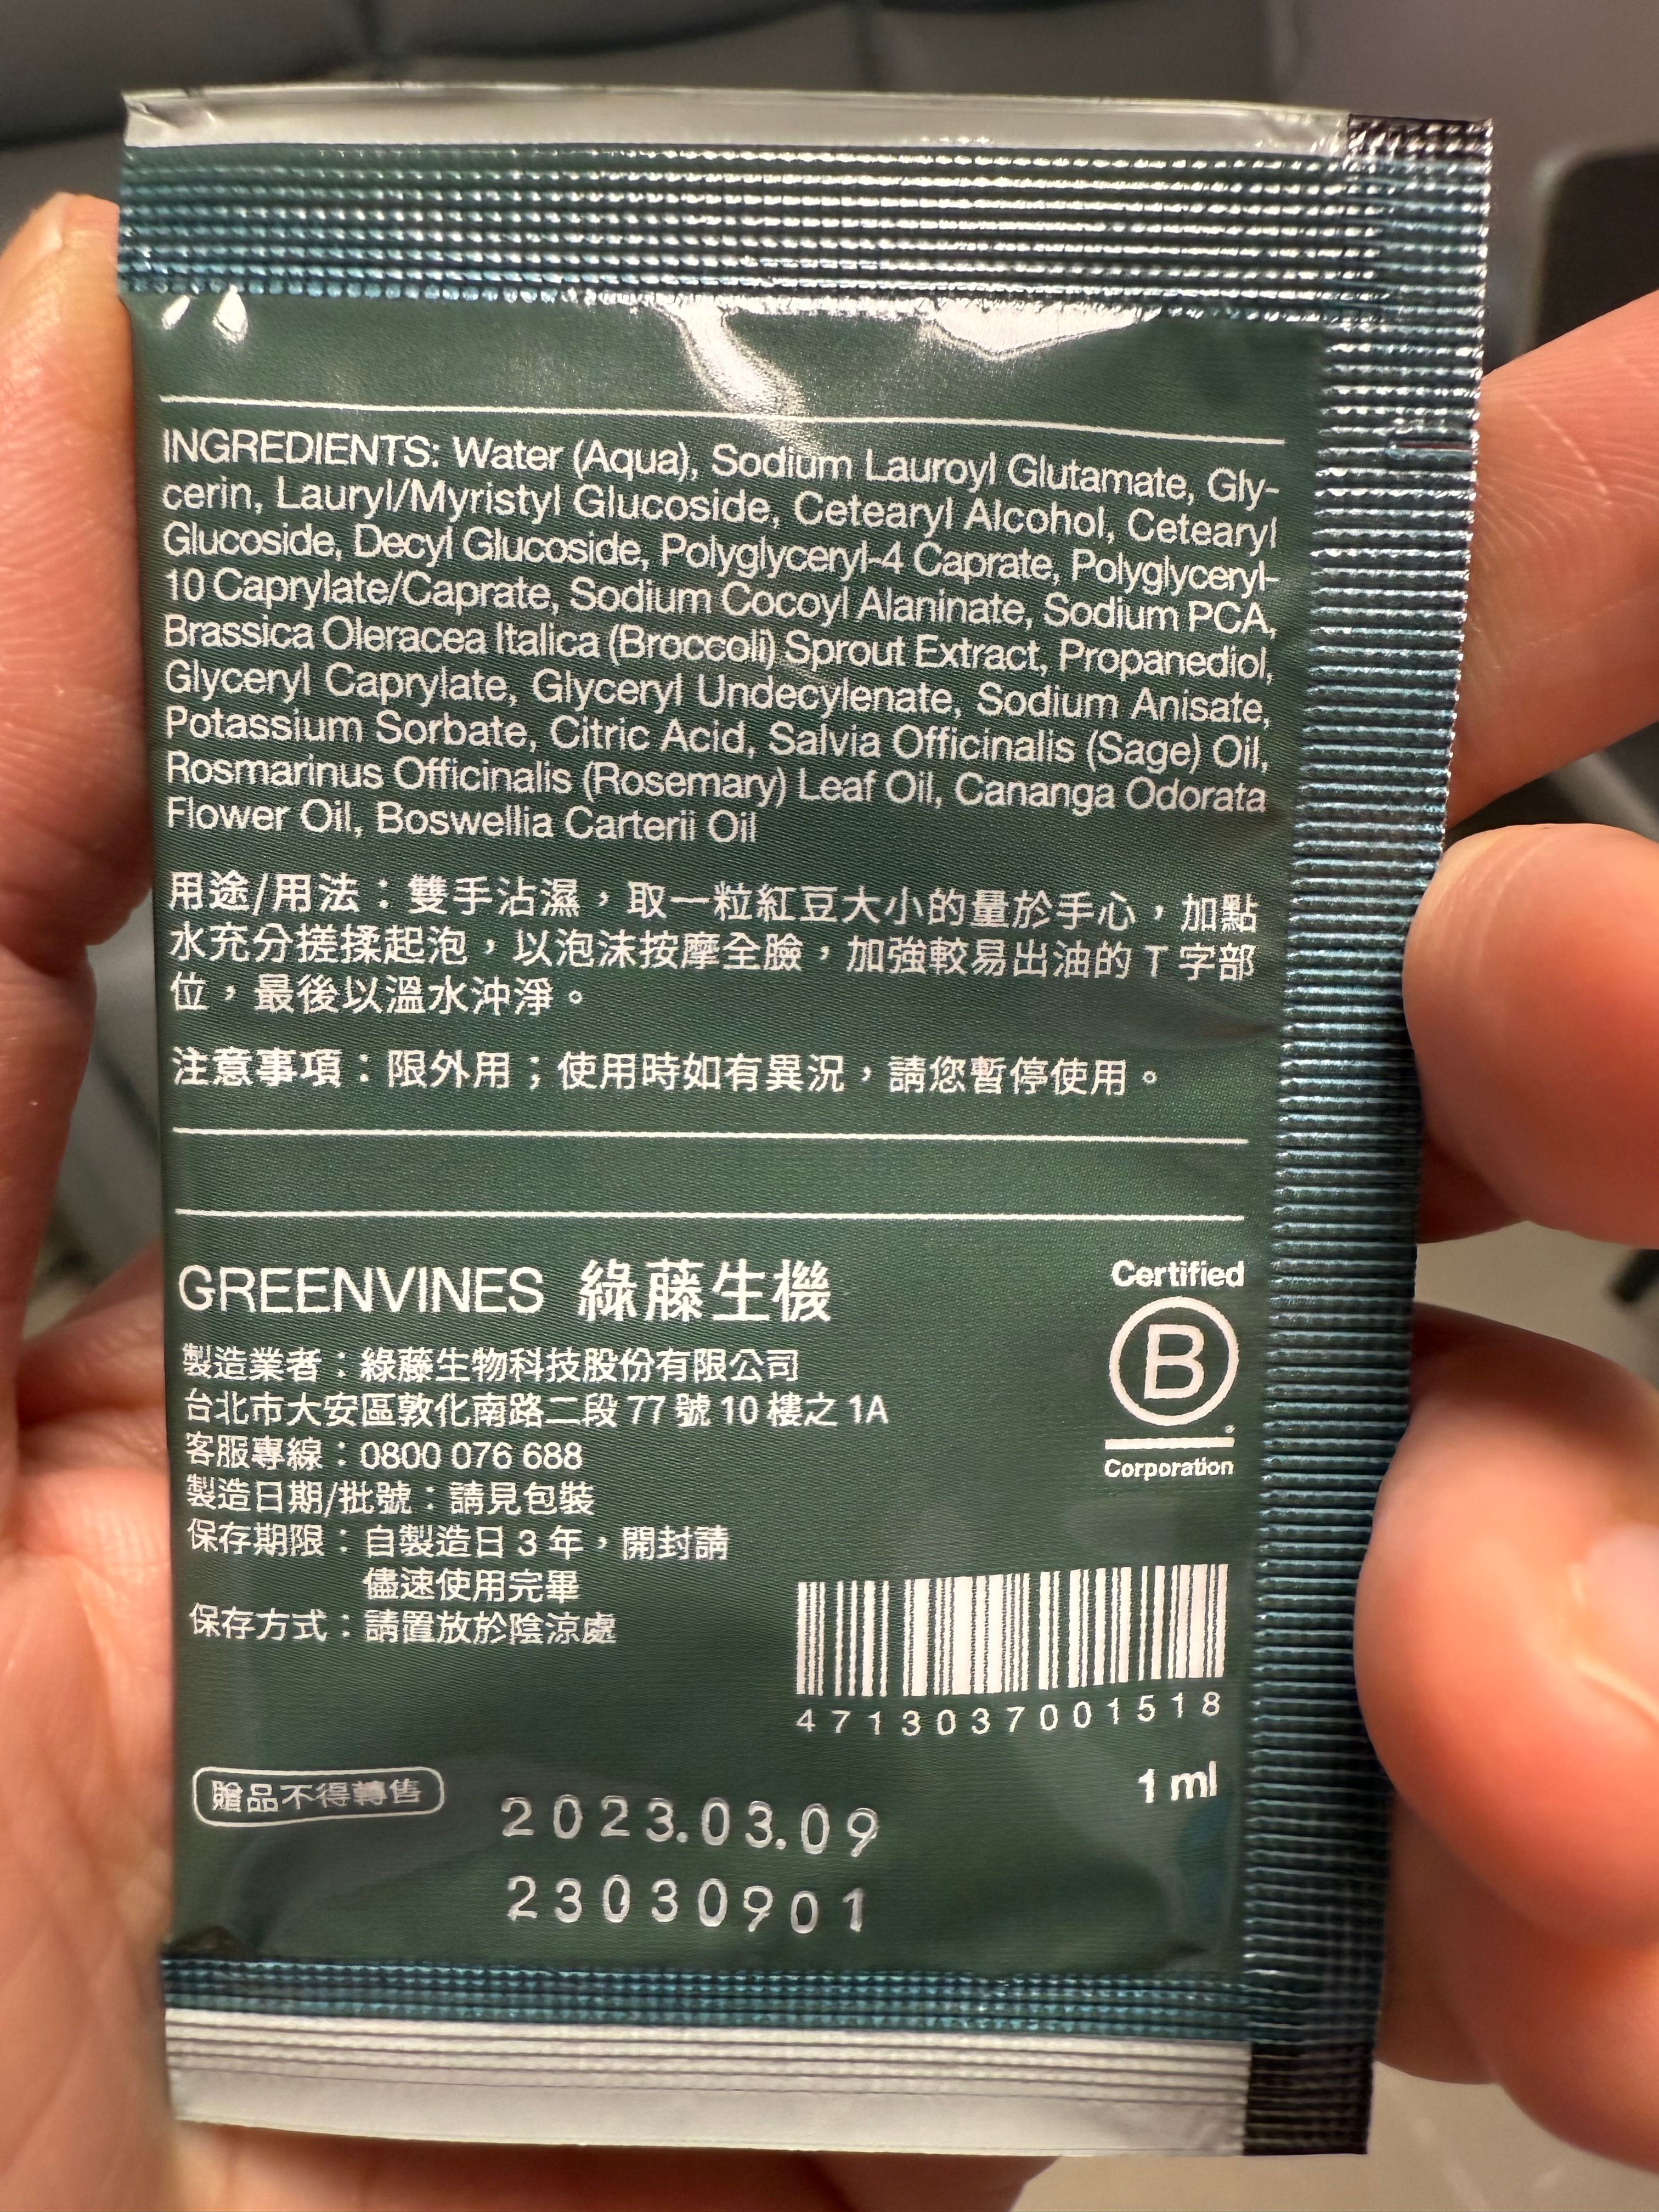 INGREDIENTS: Water (Aqua), Sodium Lauroyl Glutamate, Gly-
cerin, Lauryl/Myristyl Glucoside, Cetearyl Alcohol, Cetearyl
Glucoside, Decyl Glucoside, Polyglyceryl-4 Caprate, Polyglyceryl-
10 Caprylate/Caprate, Sodium Cocoyl Alaninate, Sodium PCA,
Brassica Oleracea Italica (Broccoli) Sprout Extract, Propanediol,
Glyceryl Caprylate, Glyceryl Undecylenate, Sodium Anisate,
Potassium Sorbate, Citric Acid, Salvia Officinalis (Sage) Oil,
Rosmarinus Officinalis (Rosemary) Leaf Oil, Cananga Odorata
Flower Oil, Boswellia Carterii Oil
用途/用法：雙手沾濕，取一粒紅豆大小的量於手心，加點
水充分搓揉起泡，以泡沫按摩全臉，加強較易出油的 T 字部
位，最後以溫水沖淨。
注意事項：限外用；使用時如有異況，請您暫停使用。
GREENVINES 綠藤生機
製造業者：綠藤生物科技股份有限公司
台北市大安區敦化南路二段 77 號 10 樓之 1A
客服專線：0800 076 688
製造日期/批號：請見包裝
保存期限：自製造日 3 年，開封請
儘速使用完畢
保存方式：請置放於陰涼處
Certified
B
Corporation
4713037001518
1 ml
贈品不得轉售
2023.03.09
23030901